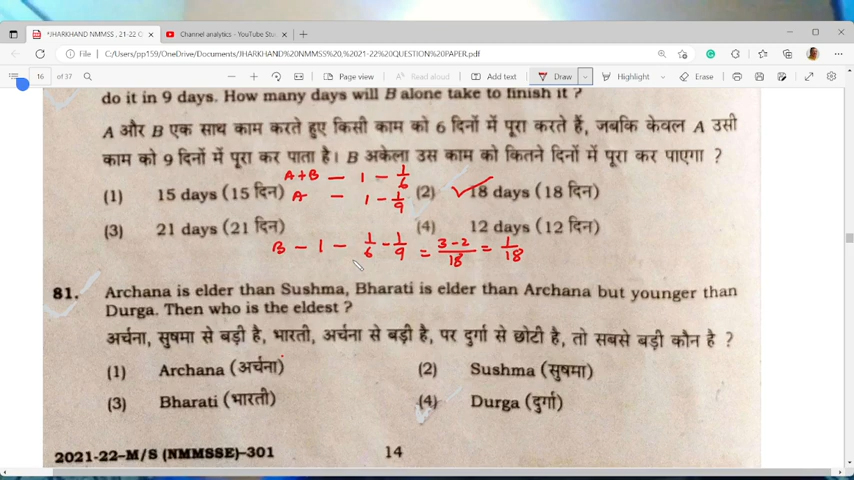 *JHARKHAND NMMSS , 21-22 Q
Channel analytics - YouTube Stu
File | C:/Users/pp159/OneDrive/Documents/JHARKHAND%20NMMSS%20,%2021-22%20QUESTION%20PAPER.pdf
16 of 37 Page view Read aloud Add text Draw Highlight Erase
do it in 9 days. How many days will B alone take to finish it ?
A और B एक साथ काम करते हुए किसी काम को 6 दिनों में पूरा करते हैं, जबकि केवल A उसी
काम को 9 दिनों में पूरा कर पाता है। B अकेला उस काम को कितने दिनों में पूरा कर पाएगा ?
A+B — 1 — 1/6
(1) 15 days (15 दिन) (2) 18 days (18 दिन)
A — 1 — 1/9
(3) 21 days (21 दिन) (4) 12 days (12 दिन)
B — 1 — 1/6 - 1/9 = 3-2/18 = 1/18
81. Archana is elder than Sushma, Bharati is elder than Archana but younger than
Durga. Then who is the eldest ?
अर्चना, सुषमा से बड़ी है, भारती, अर्चना से बड़ी है, पर दुर्गा से छोटी है, तो सबसे बड़ी कौन है ?
(1) Archana (अर्चना) (2) Sushma (सुषमा)
(3) Bharati (भारती) (4) Durga (दुर्गा)
2021-22–M/S (NMMSSE)–301 14